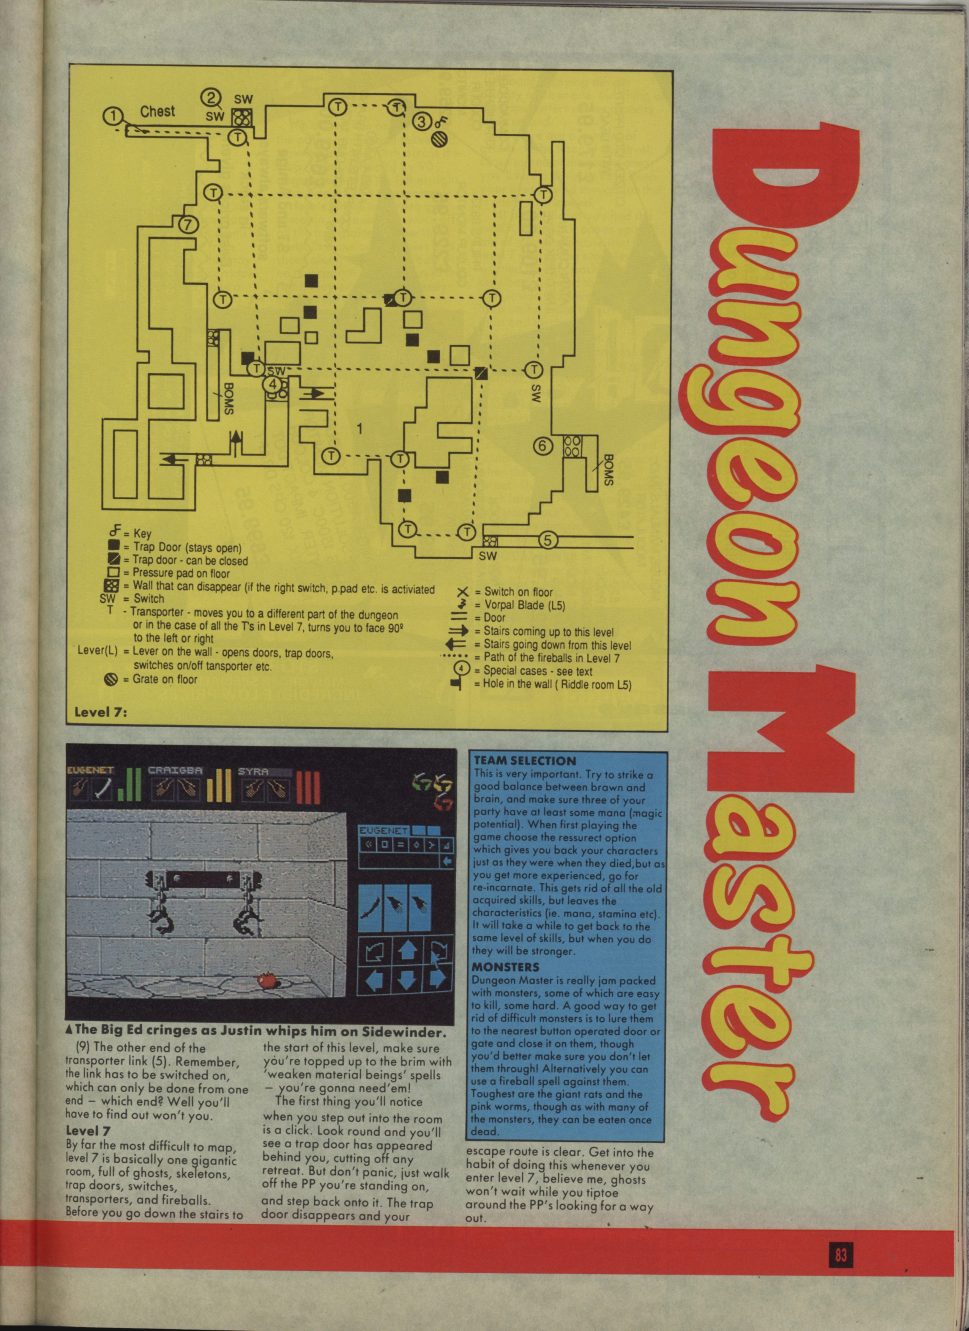 Dungeon Master
1
Chest
2
SW
SW
T
T
T
3
T
T
7
T
T
T
T
SW
4
T
SW
BOMS
1
6
BOMS
T
T
T
T
5
SW
= Key
= Trap Door (stays open)
= Trap door - can be closed
= Pressure pad on floor
= Wall that can disappear (if the right switch, p.pad etc. is activiated
SW = Switch
T - Transporter - moves you to a different part of the dungeon
or in the case of all the T's in Level 7, turns you to face 90º
to the left or right
Lever(L) = Lever on the wall - opens doors, trap doors,
switches on/off tansporter etc.
= Grate on floor
= Switch on floor
= Vorpal Blade (L5)
= Door
= Stairs coming up to this level
= Stairs going down from this level
= Path of the fireballs in Level 7
4 = Special cases - see text
= Hole in the wall ( Riddle room L5)
Level 7:
EUGENET CRAIGBA SYRA
EUGENET
▲The Big Ed cringes as Justin whips him on Sidewinder.
(9) The other end of the
transporter link (5). Remember,
the link has to be switched on,
which can only be done from one
end – which end? Well you'll
have to find out won't you.
Level 7
By far the most difficult to map,
level 7 is basically one gigantic
room, full of ghosts, skeletons,
trap doors, switches,
transporters, and fireballs.
Before you go down the stairs to
the start of this level, make sure
you're topped up to the brim with
'weaken material beings' spells
– you're gonna need'em!
The first thing you'll notice
when you step out into the room
is a click. Look round and you'll
see a trap door has appeared
behind you, cutting off any
retreat. But don't panic, just walk
off the PP you're standing on,
and step back onto it. The trap
door disappears and your
TEAM SELECTION
This is very important. Try to strike a
good balance between brawn and
brain, and make sure three of your
party have at least some mana (magic
potential). When first playing the
game choose the ressurect option
which gives you back your characters
just as they were when they died,but as
you get more experienced, go for
re-incarnate. This gets rid of all the old
acquired skills, but leaves the
characteristics (ie. mana, stamina etc).
It will take a while to get back to the
same level of skills, but when you do
they will be stronger.
MONSTERS
Dungeon Master is really jam packed
with monsters, some of which are easy
to kill, some hard. A good way to get
rid of difficult monsters is to lure them
to the nearest button operated door or
gate and close it on them, though
you'd better make sure you don't let
them through! Alternatively you can
use a fireball spell against them.
Toughest are the giant rats and the
pink worms, though as with many of
the monsters, they can be eaten once
dead.
escape route is clear. Get into the
habit of doing this whenever you
enter level 7, believe me, ghosts
won't wait while you tiptoe
around the PP's looking for a way
out.
83